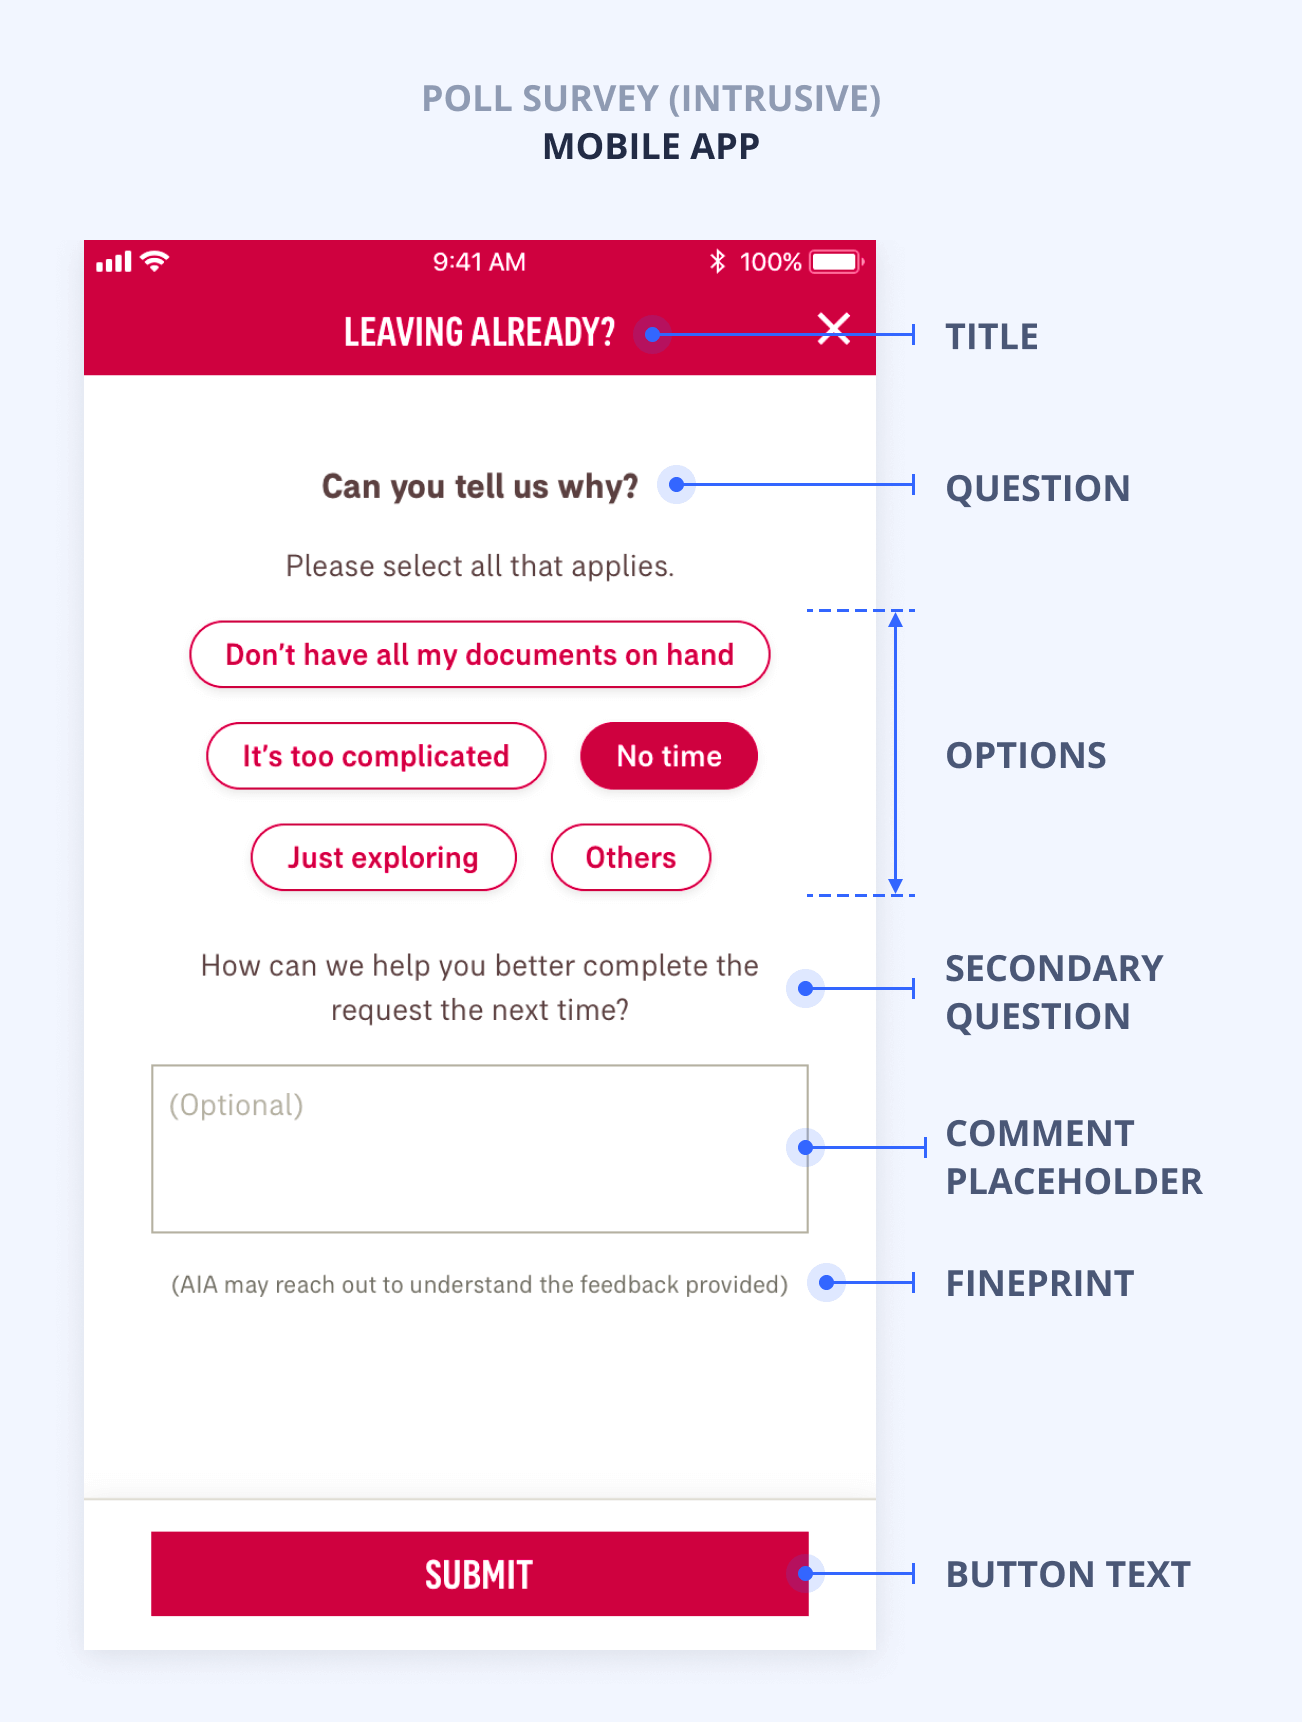 POLL SURVEY (INTRUSIVE)
MOBILE APP
9:41 AM
100%
LEAVING ALREADY?
TITLE
Can you tell us why?
QUESTION
Please select all that applies.
Don't have all my documents on hand
It's too complicated
No time
OPTIONS
Just exploring
Others
How can we help you better complete the
request the next time?
SECONDARY
QUESTION
(Optional)
COMMENT
PLACEHOLDER
(AIA may reach out to understand the feedback provided)
FINEPRINT
SUBMIT
BUTTON TEXT